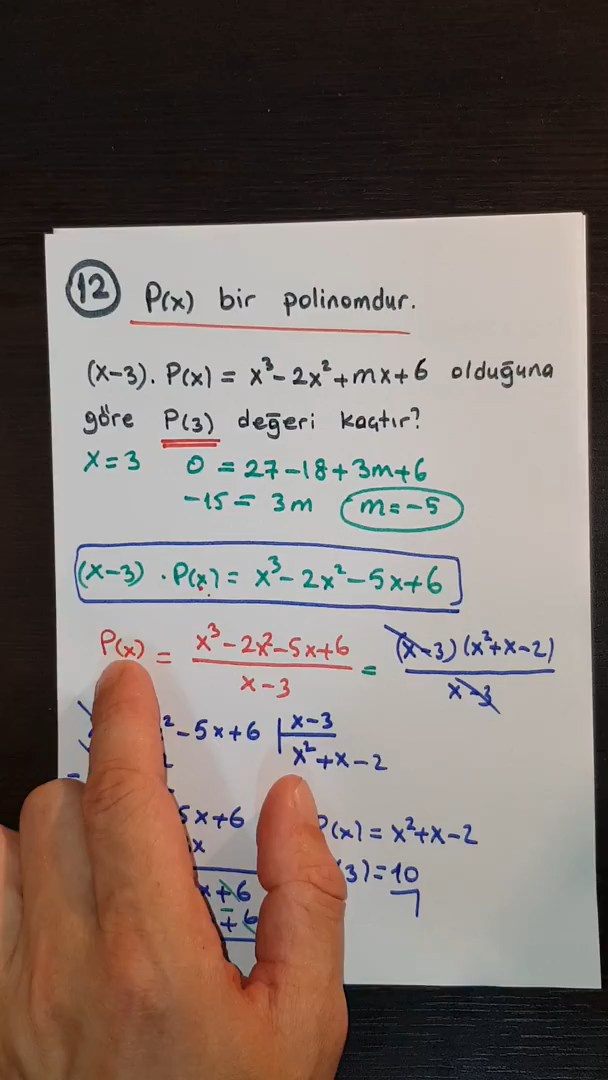 12 P(x) bir polinomdur.
(x-3). P(x) = x³-2x²+mx+6 olduğuna
göre P(3) değeri kaçtır?
x=3 0 = 27-18+3m+6
-15 = 3m m=-5
(x-3) . P(x) = x³-2x²-5x+6
P(x) = x³-2x²-5x+6 / x-3 = (x-3)(x²+x-2) / x-3
² -5x+6 | x-3
x²+x-2
5x+6
x P(x) = x²+x-2
3)=10
x+6
+6